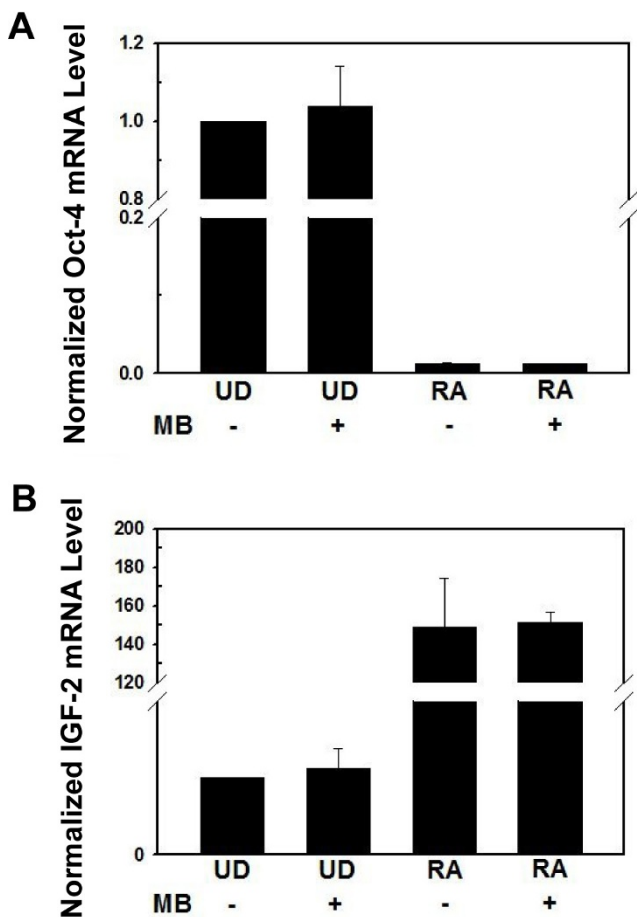 A
Normalized Oct-4 mRNA Level
1.2
1.0
0.8
0.2
0.0
UD UD RA RA
MB - + - +
B
Normalized IGF-2 mRNA Level
200
180
160
140
120
0
UD UD RA RA
MB - + - +